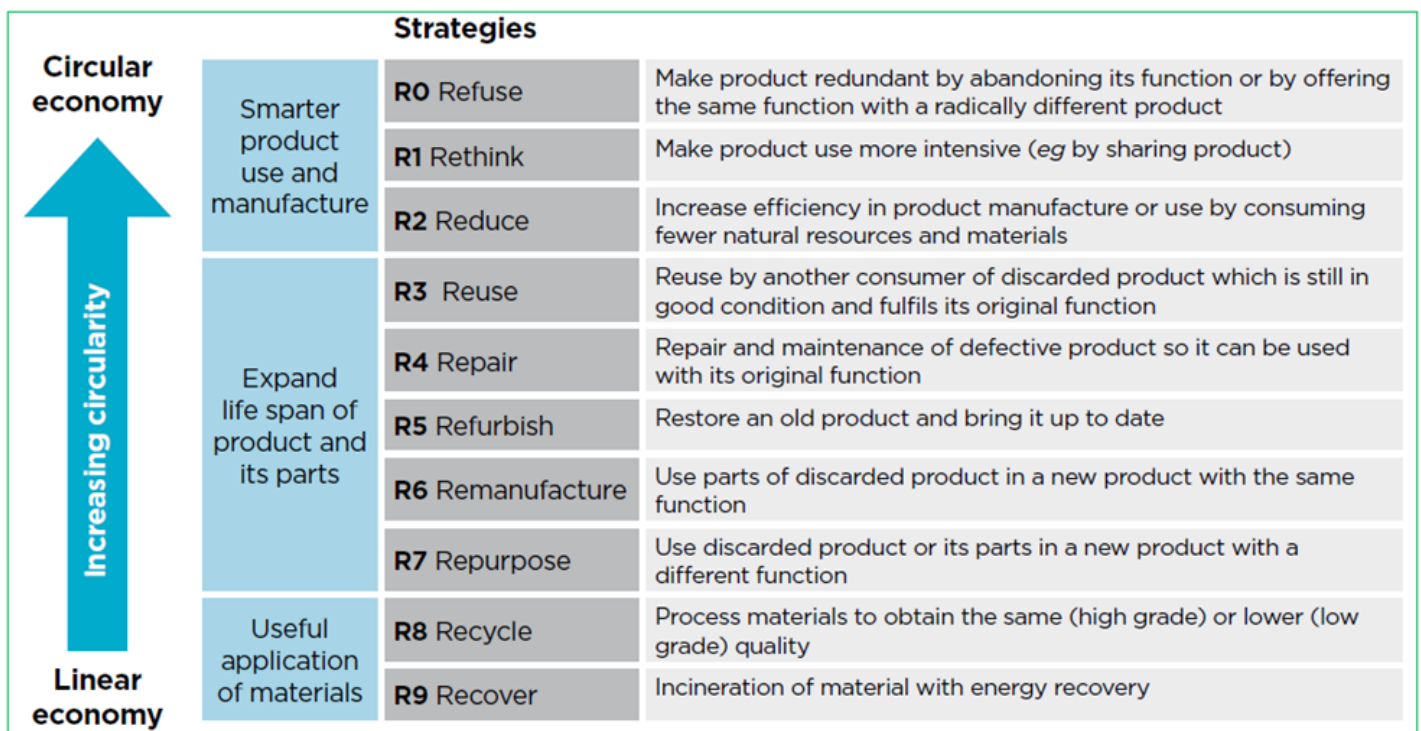 Strategies
Circular
economy
Increasing circularity
Linear
economy
Smarter
product
use and
manufacture
R0 Refuse
Make product redundant by abandoning its function or by offering
the same function with a radically different product
R1 Rethink
Make product use more intensive (eg by sharing product)
R2 Reduce
Increase efficiency in product manufacture or use by consuming
fewer natural resources and materials
Expand
life span of
product and
its parts
R3 Reuse
Reuse by another consumer of discarded product which is still in
good condition and fulfils its original function
R4 Repair
Repair and maintenance of defective product so it can be used
with its original function
R5 Refurbish
Restore an old product and bring it up to date
R6 Remanufacture
Use parts of discarded product in a new product with the same
function
R7 Repurpose
Use discarded product or its parts in a new product with a
different function
Useful
application
of materials
R8 Recycle
Process materials to obtain the same (high grade) or lower (low
grade) quality
R9 Recover
Incineration of material with energy recovery